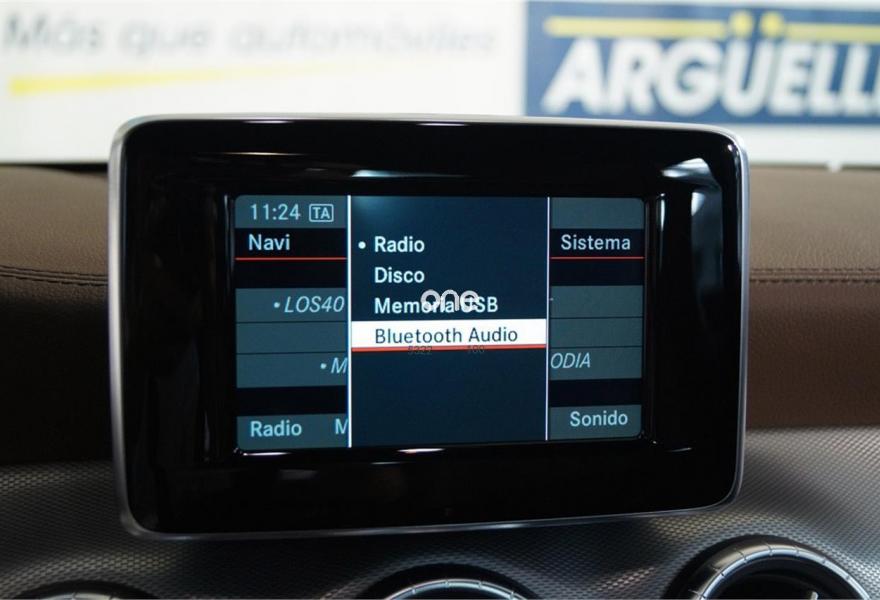 Más que automóviles
ARGÜELL
11:24 TA
Navi
Radio
Sistema
Disco
LOS40
Memoria USB
one
Bluetooth Audio
M
ODIA
Radio
M
Sonido